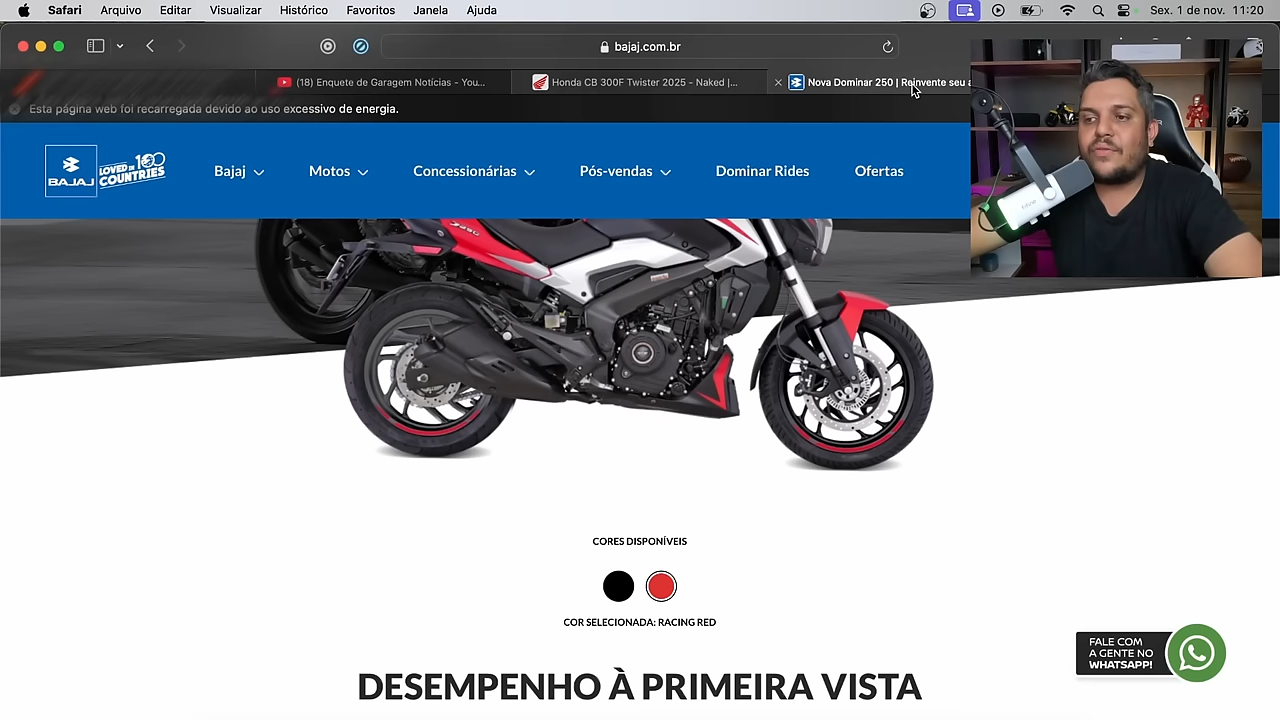 Safari Arquivo Editar Visualizar Histórico Favoritos Janela Ajuda Sex. 1 de nov. 11:20
bajaj.com.br
(18) Enquete de Garagem Notícias - You...
Honda CB 300F Twister 2025 - Naked |...
Nova Dominar 250 | Reinvente seu a
Esta página web foi recarregada devido ao uso excessivo de energia.
BAJAJ
LOVED IN 100 COUNTRIES
Bajaj Motos Concessionárias Pós-vendas Dominar Rides Ofertas
CORES DISPONÍVEIS
COR SELECIONADA: RACING RED
FALE COM
A GENTE NO
WHATSAPP!
DESEMPENHO À PRIMEIRA VISTA